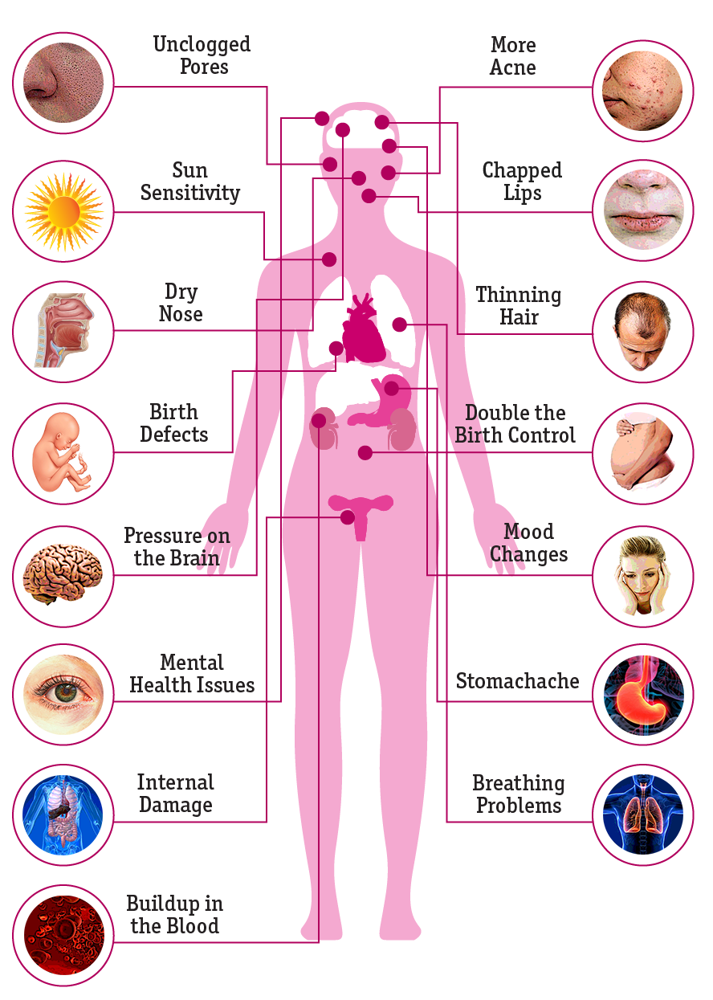 Unclogged
Pores
More
Acne
Sun
Sensitivity
Chapped
Lips
Dry
Nose
Thinning
Hair
Birth
Defects
Double the
Birth Control
Pressure on
the Brain
Mood
Changes
Mental
Health Issues
Stomachache
Internal
Damage
Breathing
Problems
Buildup in
the Blood